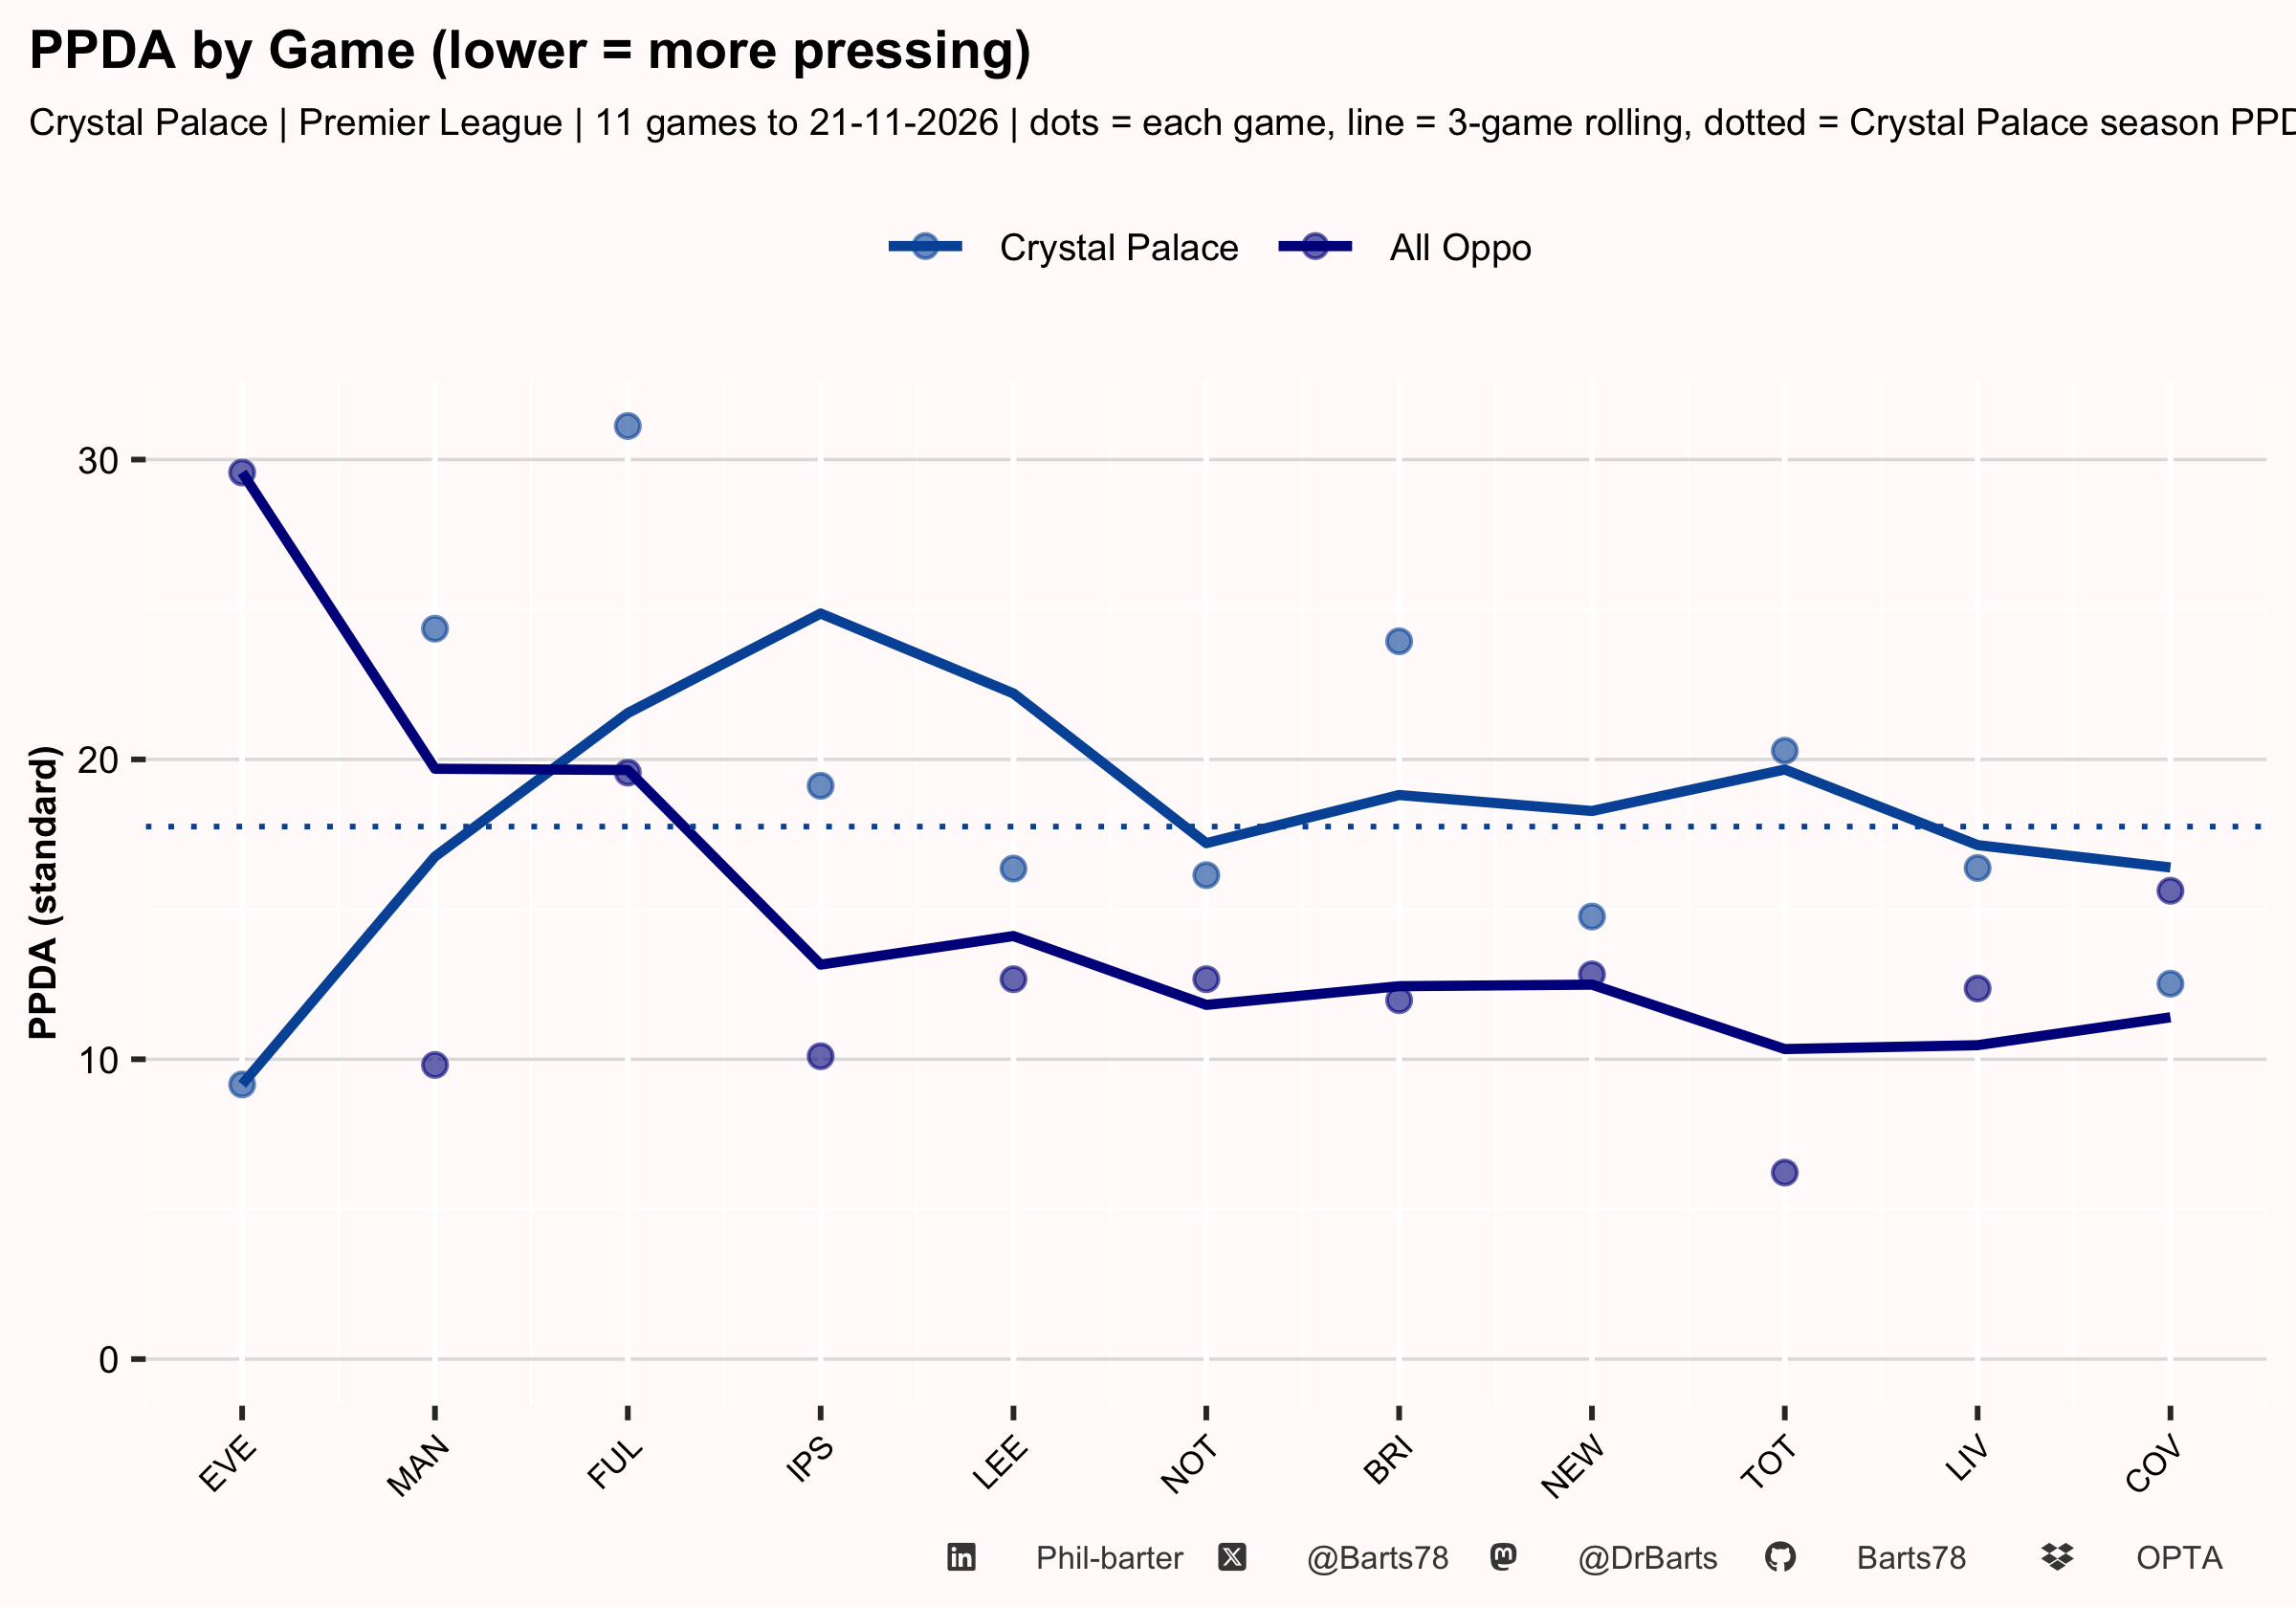 PPDA by Game (lower = more pressing)
Crystal Palace | Premier League | 11 games to 21-11-2026 | dots = each game, line = 3-game rolling, dotted = Crystal Palace season
Crystal Palace All Oppo
PPDA (standard)
30
20
10
0
EVE MAN FUL IPS LEE NOT BRI NEW TOT LIV COV
Phil-barter @Barts78 @DrBarts Barts78 OPTA